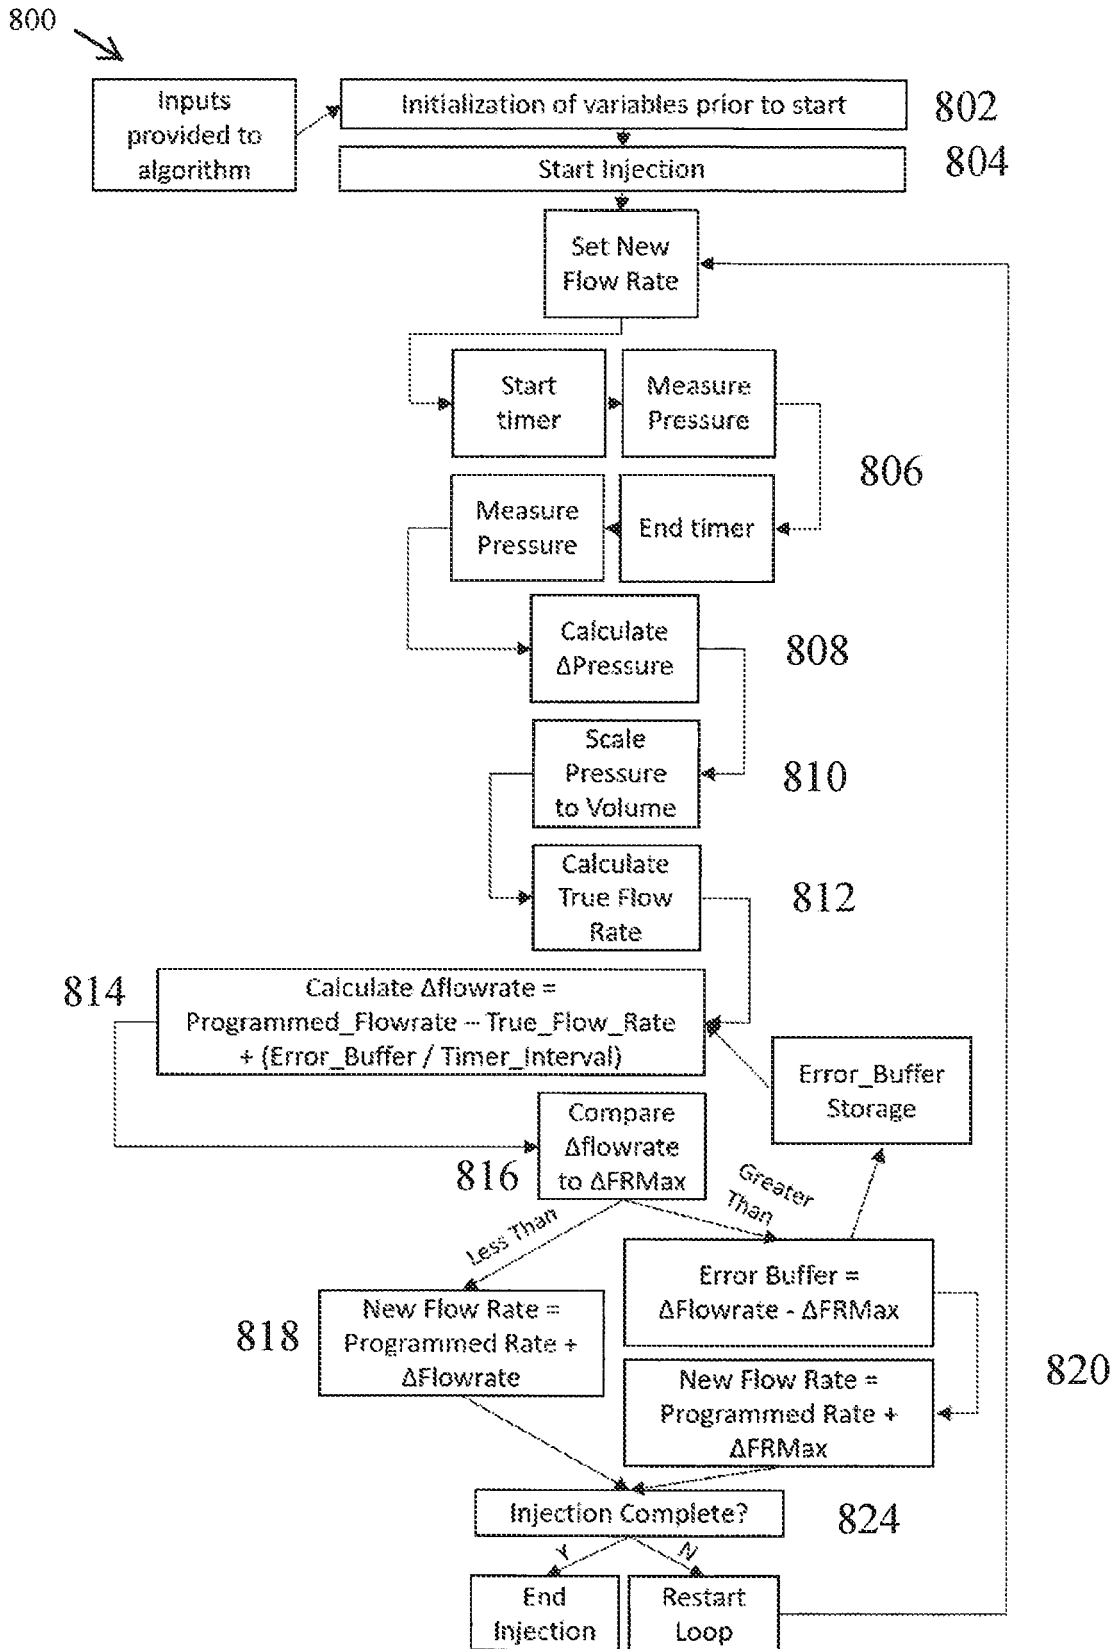 800
Inputs
provided to
algorithm
Initialization of variables prior to start
802
Start Injection
804
Set New
Flow Rate
Start
timer
Measure
Pressure
806
Measure
Pressure
End timer
Calculate
ΔPressure
808
Scale
Pressure
to Volume
810
Calculate
True Flow
Rate
812
814
Calculate Δflowrate =
Programmed_Flowrate – True_Flow_Rate
+ (Error_Buffer / Timer_Interval)
Error_Buffer
Storage
Compare
Δflowrate
to ΔFRMax
816
Less Than
Greater
Than
818
New Flow Rate =
Programmed Rate +
ΔFlowrate
Error Buffer =
ΔFlowrate - ΔFRMax
820
New Flow Rate =
Programmed Rate +
ΔFRMax
Injection Complete?
824
Y
N
End
Injection
Restart
Loop